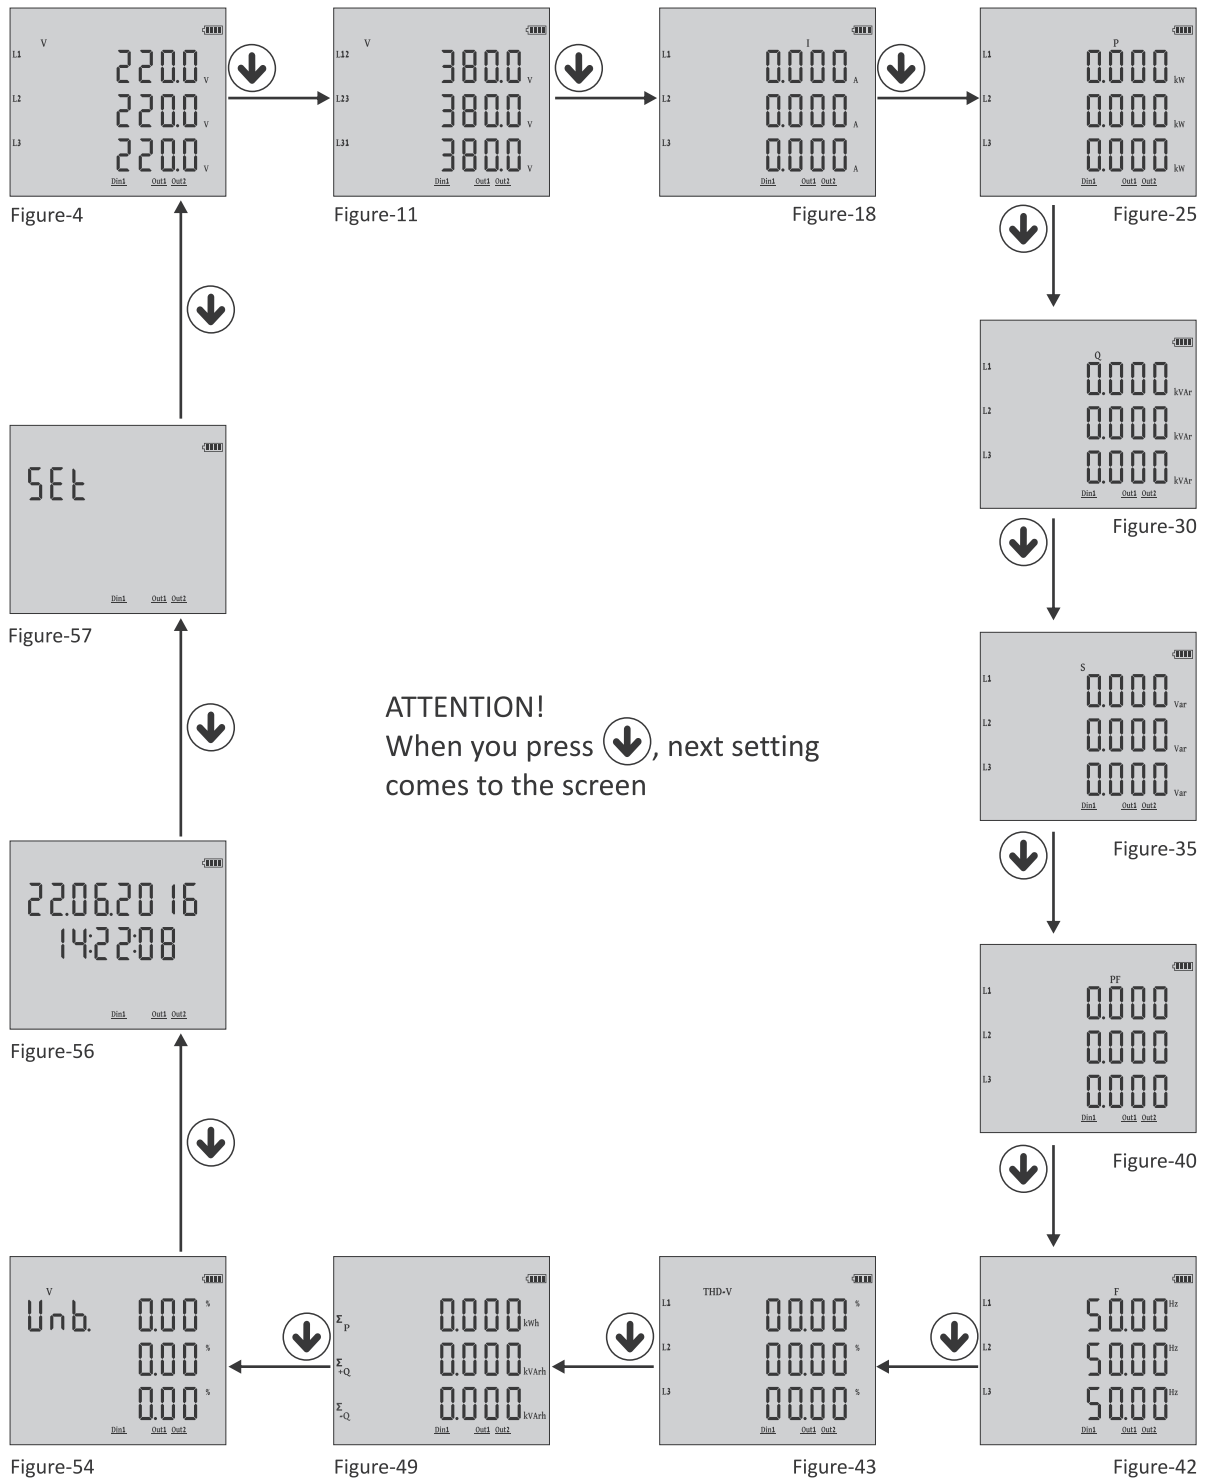 V
L1 220.0 V
L2 220.0 V
L3 220.0 V
Din1 Out1 Out2
Figure-4
V
L12 380.0 V
L23 380.0 V
L31 380.0 V
Din1 Out1 Out2
Figure-11
I
L1 0.000 A
L2 0.000 A
L3 0.000 A
Din1 Out1 Out2
Figure-18
P
L1 0.000 kW
L2 0.000 kW
L3 0.000 kW
Din1 Out1 Out2
Figure-25
Q
L1 0.000 kVAr
L2 0.000 kVAr
L3 0.000 kVAr
Din1 Out1 Out2
Figure-30
S
L1 0.000 Var
L2 0.000 Var
L3 0.000 Var
Din1 Out1 Out2
Figure-35
PF
L1 0.000
L2 0.000
L3 0.000
Din1 Out1 Out2
Figure-40
F
L1 50.00 Hz
L2 50.00 Hz
L3 50.00 Hz
Din1 Out1 Out2
Figure-42
THD-V
L1 00.00 %
L2 00.00 %
L3 00.00 %
Din1 Out1 Out2
Figure-43
Σ P 0.000 kWh
Σ +Q 0.000 kVArh
Σ -Q 0.000 kVArh
Din1 Out1 Out2
Figure-49
V
Unb. 0.00 %
0.00 %
0.00 %
Din1 Out1 Out2
Figure-54
22.06.2016
14:22:08
Din1 Out1 Out2
Figure-56
SEt
Din1 Out1 Out2
Figure-57
ATTENTION!
When you press , next setting
comes to the screen